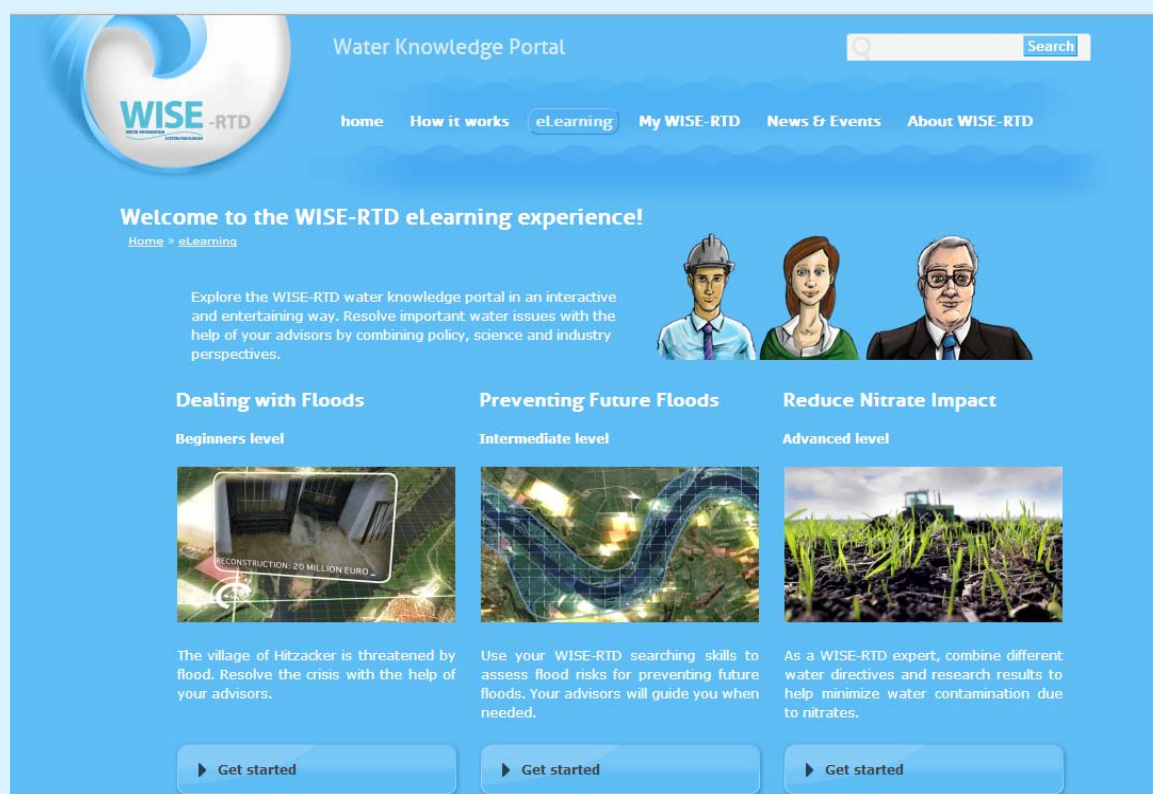 Water Knowledge Portal
Search
WISE -RTD
WATER INFORMATION
SYSTEM FOR EUROPE
home How it works eLearning My WISE-RTD News & Events About WISE-RTD
Welcome to the WISE-RTD eLearning experience!
Home » eLearning
Explore the WISE-RTD water knowledge portal in an interactive
and entertaining way. Resolve important water issues with the
help of your advisors by combining policy, science and industry
perspectives.
Dealing with Floods
Beginners level
RECONSTRUCTION: 20 MILLION EURO _
The village of Hitzacker is threatened by
flood. Resolve the crisis with the help of
your advisors.
Get started
Preventing Future Floods
Intermediate level
Use your WISE-RTD searching skills to
assess flood risks for preventing future
floods. Your advisors will guide you when
needed.
Get started
Reduce Nitrate Impact
Advanced level
As a WISE-RTD expert, combine different
water directives and research results to
help minimize water contamination due
to nitrates.
Get started